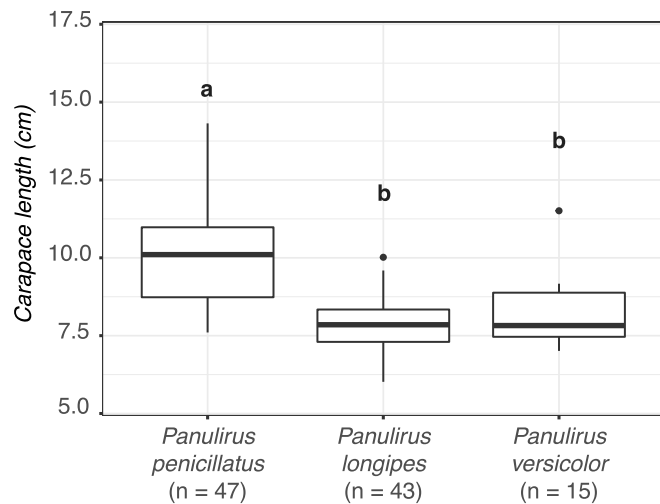 17.5
15.0
12.5
10.0
7.5
5.0
Carapace length (cm)
a
b
b
Panulirus
penicillatus
(n = 47)
Panulirus
longipes
(n = 43)
Panulirus
versicolor
(n = 15)